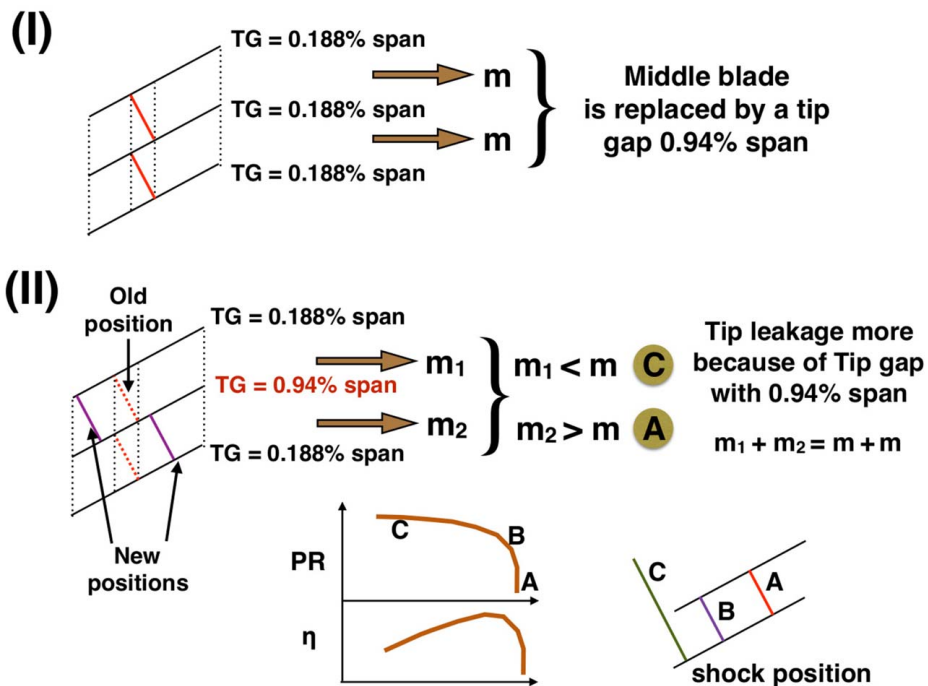 (I)
TG = 0.188% span
m
TG = 0.188% span
m
TG = 0.188% span
Middle blade
is replaced by a tip
gap 0.94% span
(II)
Old
position
TG = 0.188% span
m₁
TG = 0.94% span
m₂
TG = 0.188% span
m₁ < m C
m₂ > m A
Tip leakage more
because of Tip gap
with 0.94% span
m₁ + m₂ = m + m
New
positions
PR
C
B
A
η
C
B
A
shock position